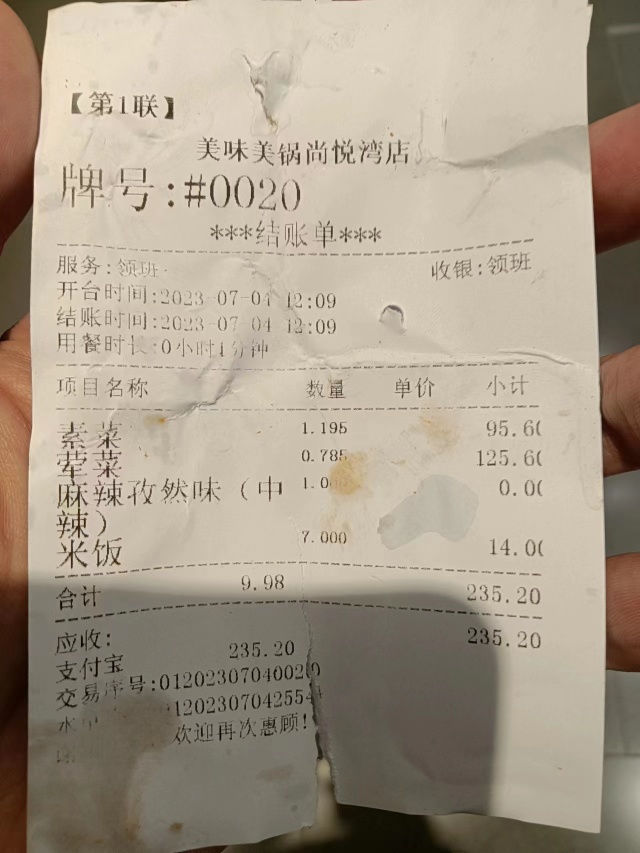 【第1联】
美味美锅尚悦湾店
牌号:#0020
***结账单***
服务:领班 收银:领班
开台时间:2023-07-04 12:09
结账时间:2023-07-04 12:09
用餐时长:0小时1分钟
项目名称 数量 单价 小计
素菜 1.195 95.60
荤菜 0.785 125.60
麻辣孜然味（中 1.0 0.00
辣）
米饭 7.000 14.00
合计 9.98 235.20
应收: 235.20
支付宝 235.20
交易序号:0120230704002
1202307042554
欢迎再次惠顾!